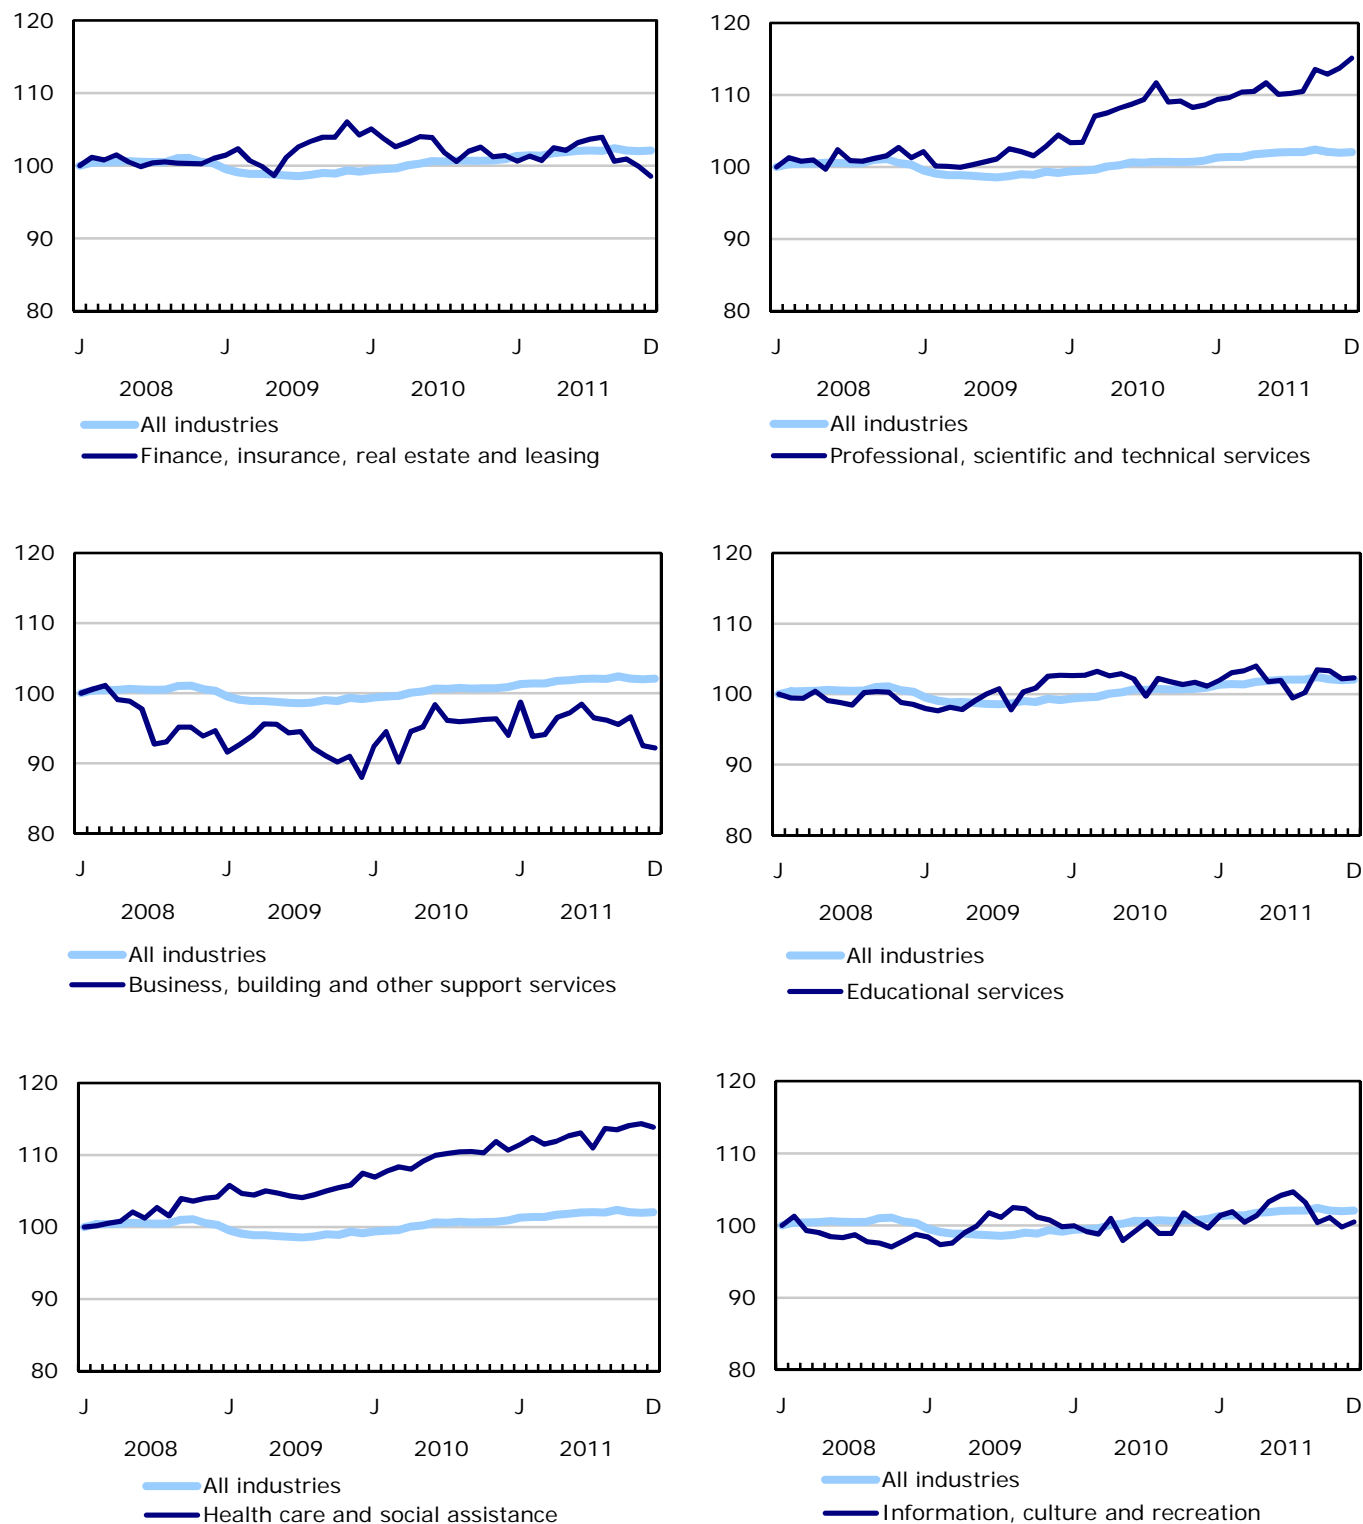 120
110
100
90
80
J J J J D
2008 2009 2010 2011
All industries
Finance, insurance, real estate and leasing
120
110
100
90
80
J J J J D
2008 2009 2010 2011
All industries
Professional, scientific and technical services
120
110
100
90
80
J J J J D
2008 2009 2010 2011
All industries
Business, building and other support services
120
110
100
90
80
J J J J D
2008 2009 2010 2011
All industries
Educational services
120
110
100
90
80
J J J J D
2008 2009 2010 2011
All industries
Health care and social assistance
120
110
100
90
80
J J J J D
2008 2009 2010 2011
All industries
Information, culture and recreation